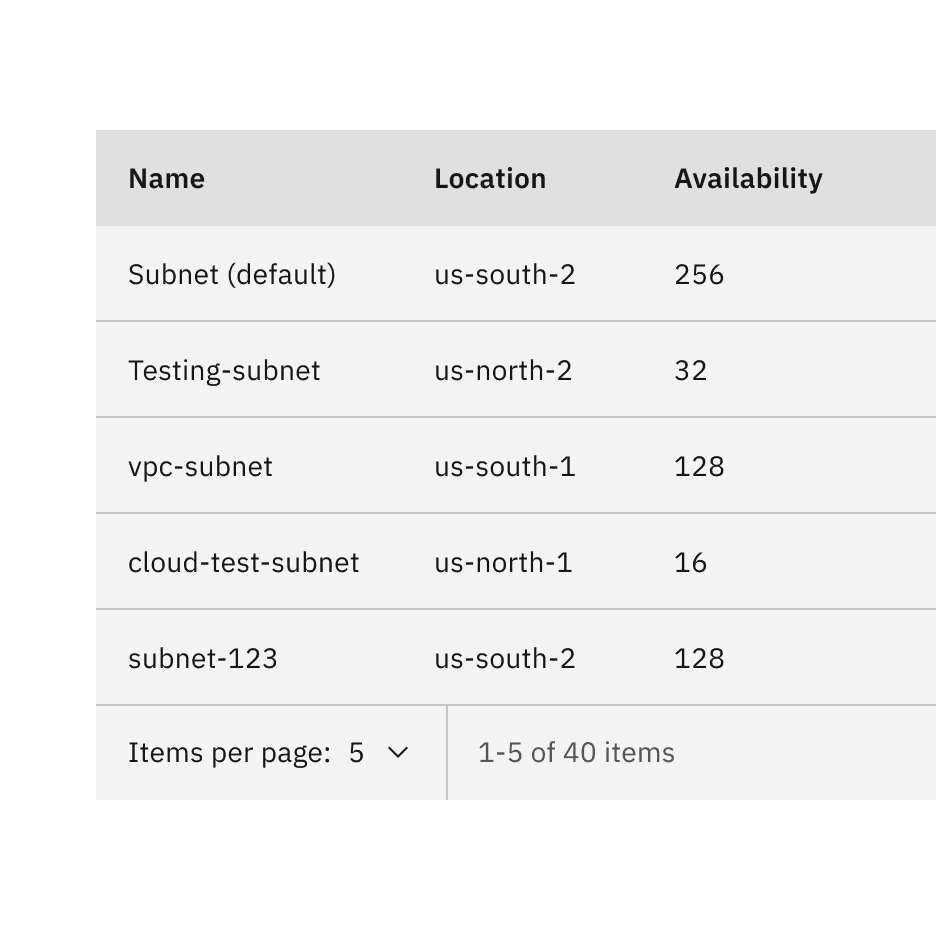 Name Location Availability
Subnet (default) us-south-2 256
Testing-subnet us-north-2 32
vpc-subnet us-south-1 128
cloud-test-subnet us-north-1 16
subnet-123 us-south-2 128
Items per page: 5 1-5 of 40 items